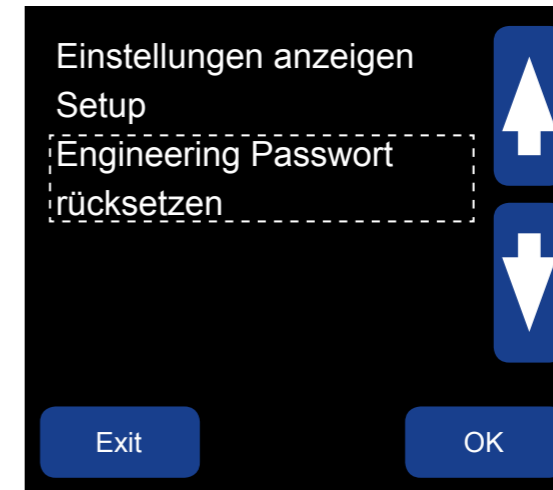 Einstellungen anzeigen
Setup
Engineering Passwort
rücksetzen
Exit
OK